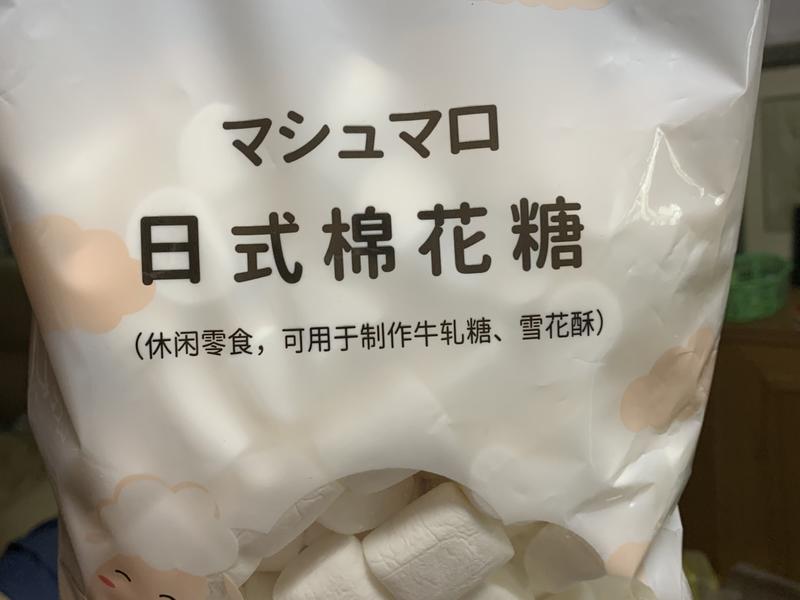 マシュマロ
日式棉花糖
（休闲零食，可用于制作牛轧糖、雪花酥）